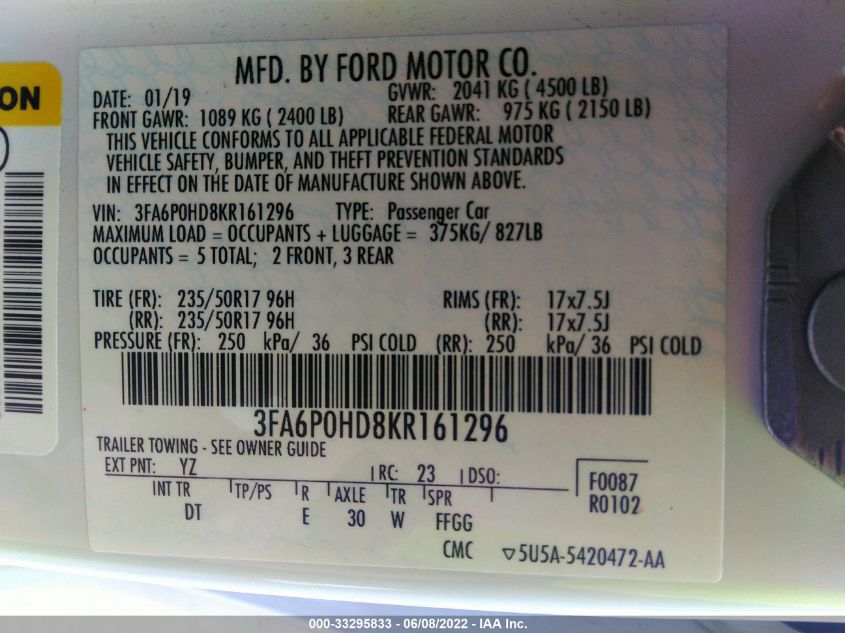 ON
MFD. BY FORD MOTOR CO.
DATE: 01/19 GVWR: 2041 KG ( 4500 LB)
FRONT GAWR: 1089 KG ( 2400 LB) REAR GAWR: 975 KG ( 2150 LB)
THIS VEHICLE CONFORMS TO ALL APPLICABLE FEDERAL MOTOR
VEHICLE SAFETY, BUMPER, AND THEFT PREVENTION STANDARDS
IN EFFECT ON THE DATE OF MANUFACTURE SHOWN ABOVE.
VIN: 3FA6P0HD8KR161296 TYPE: Passenger Car
MAXIMUM LOAD = OCCUPANTS + LUGGAGE = 375KG/ 827LB
OCCUPANTS = 5 TOTAL; 2 FRONT, 3 REAR
TIRE (FR): 235/50R17 96H RIMS (FR): 17x7.5J
(RR): 235/50R17 96H (RR): 17x7.5J
PRESSURE (FR): 250 kPa/ 36 PSI COLD (RR): 250 kPa/ 36 PSI COLD
3FA6P0HD8KR161296
TRAILER TOWING - SEE OWNER GUIDE
EXT PNT: YZ RC: 23 DSO: F0087
INT TR TP/PS R AXLE TR SPR R0102
DT E 30 W FFGG
CMC ▽5U5A-5420472-AA
000-33295833 - 06/08/2022 - IAA Inc.